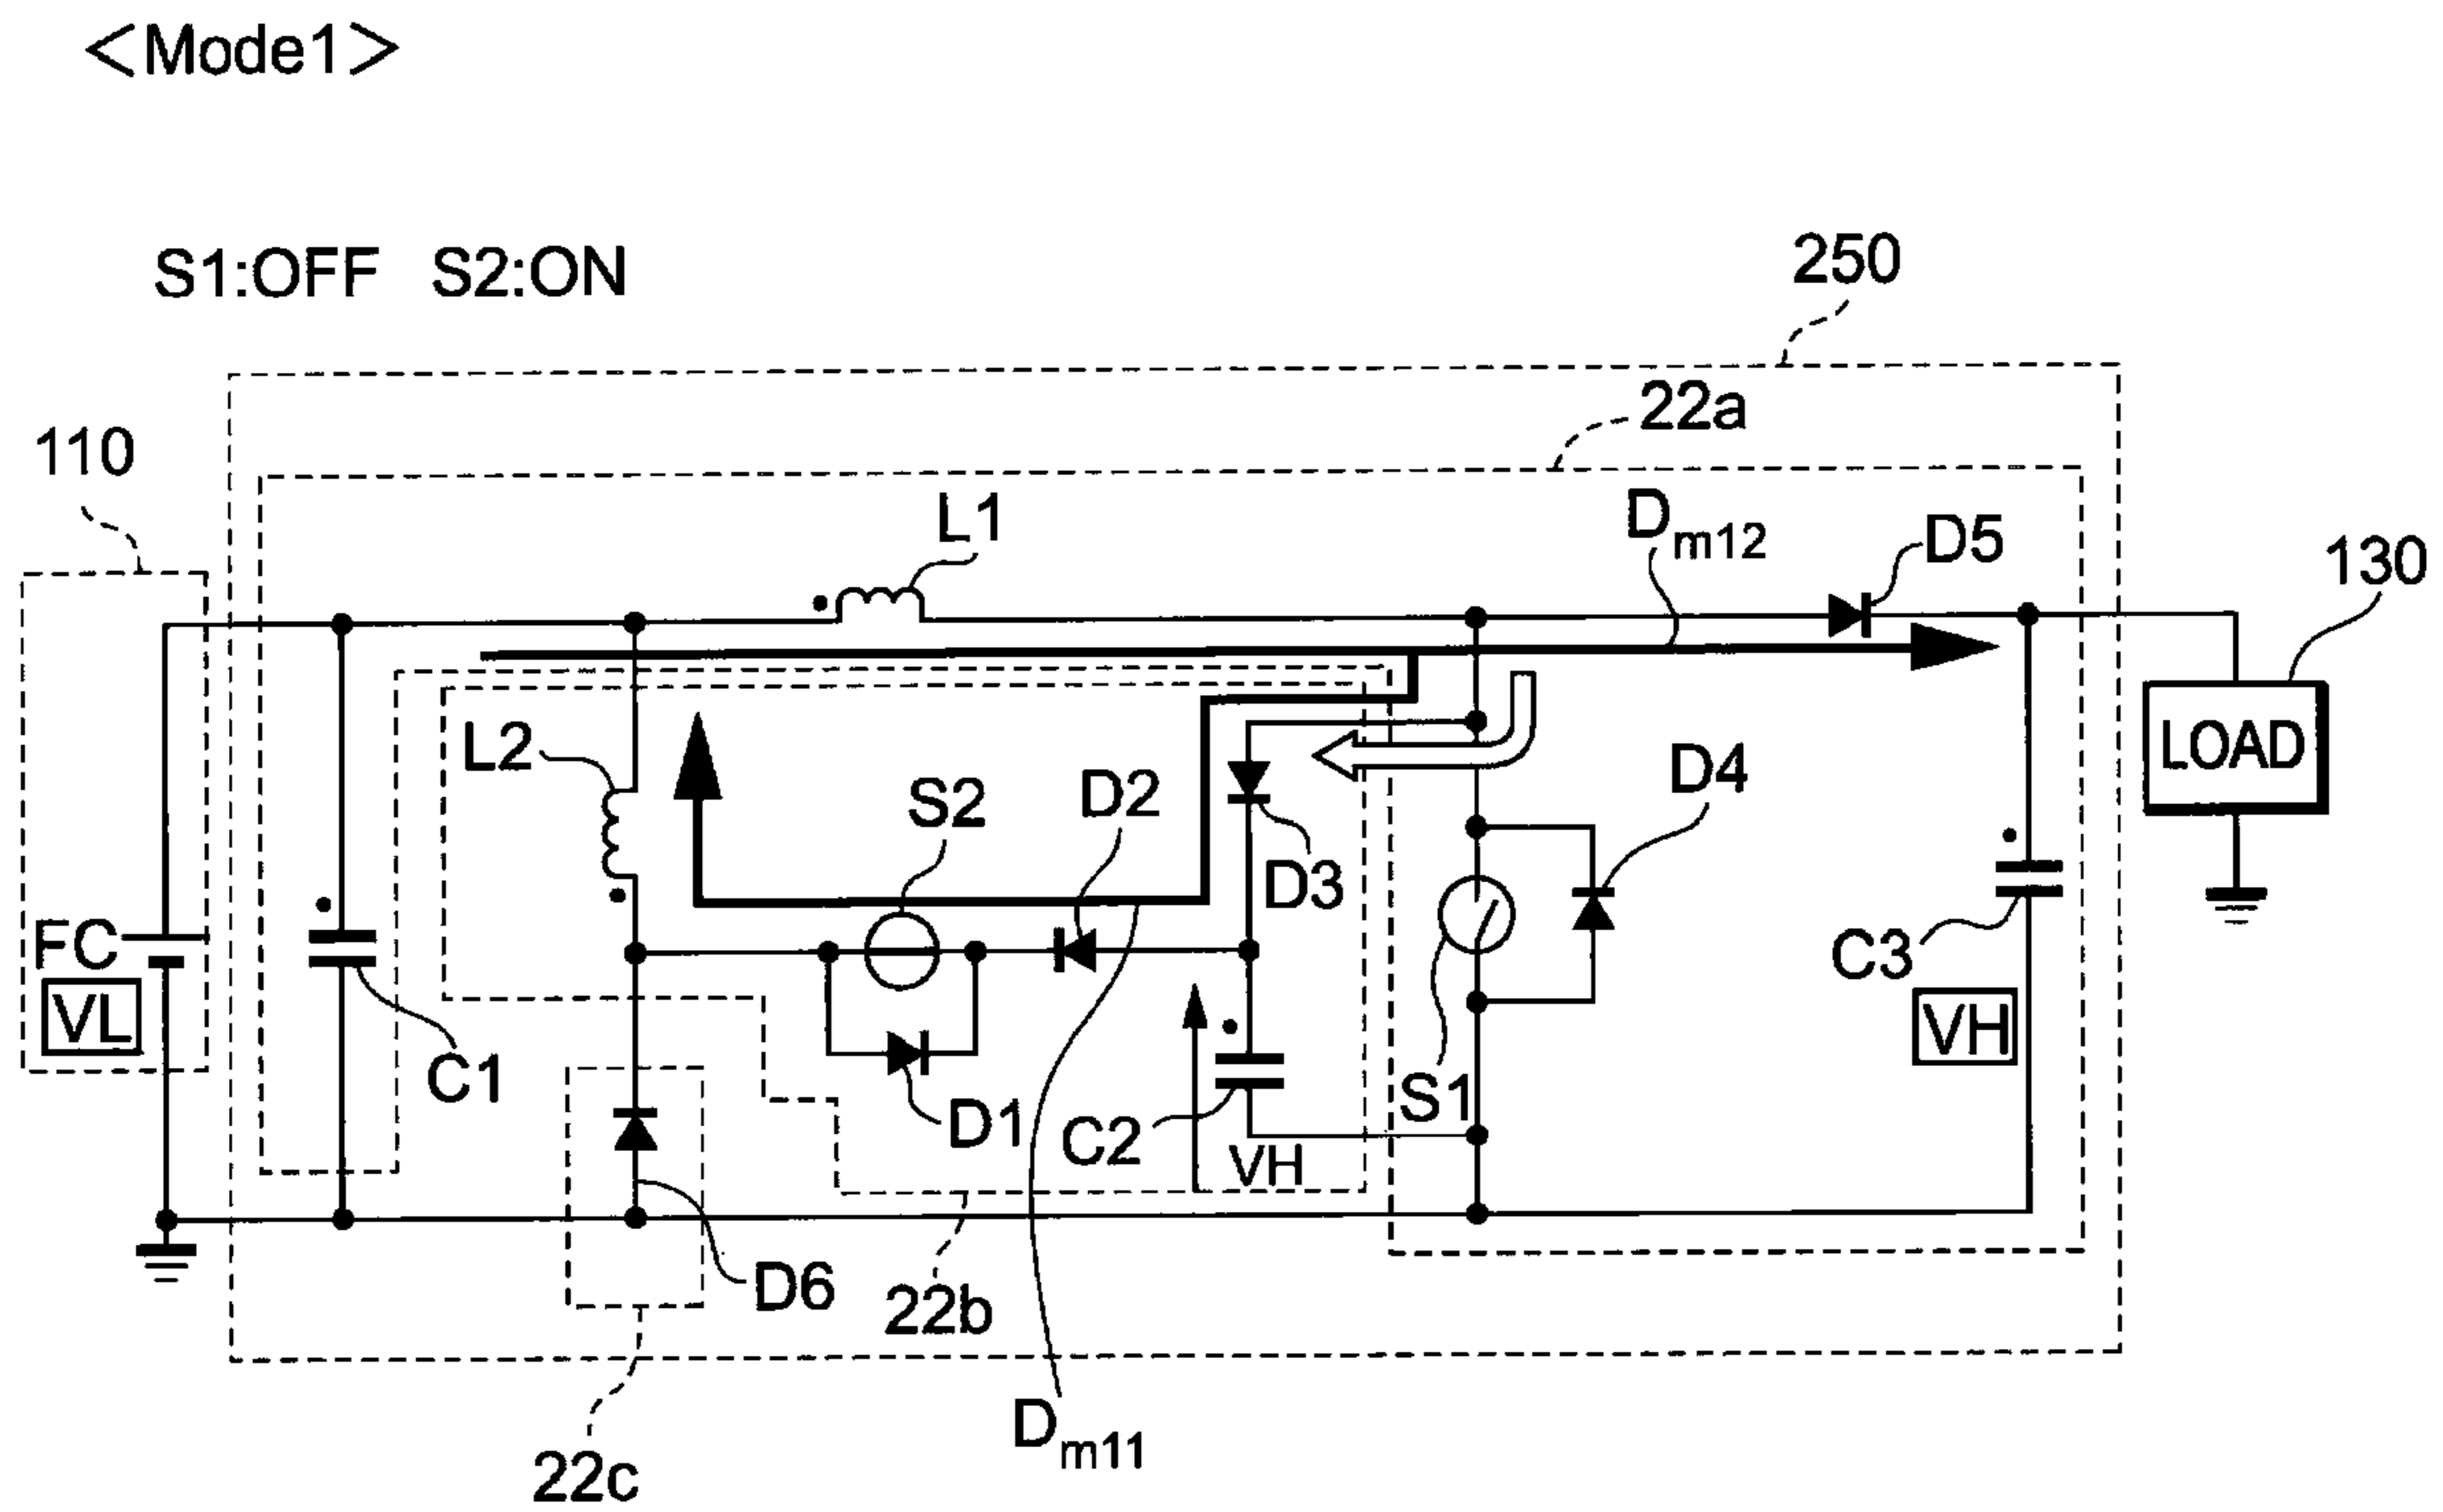 <Mode1>
S1:OFF S2:ON
250
22a
110
L1
Dm12
D5
130
L2
S2
D2
D4
LOAD
D3
FC
VL
C1
D1
C2
VH
S1
C3
VH
D6
22b
Dm11
22c